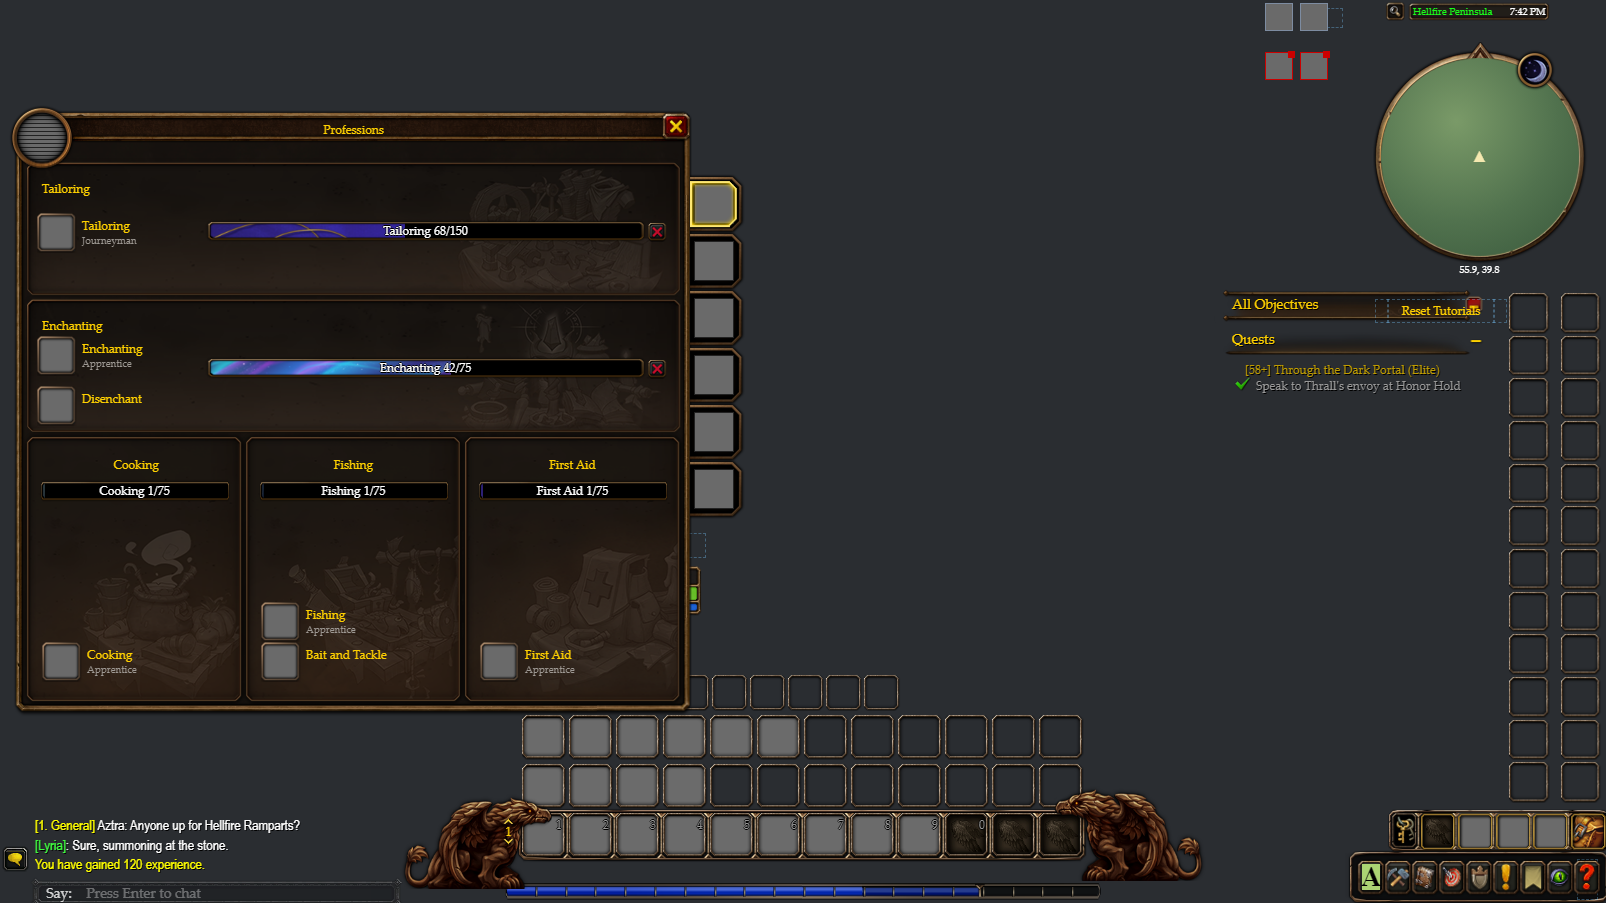 Hellfire Peninsula 7:42 PM
Professions
Tailoring
Tailoring
Journeyman
Tailoring 68/150
Enchanting
Enchanting
Apprentice
Enchanting 42/75
Disenchant
Cooking
Cooking 1/75
Cooking
Apprentice
Fishing
Fishing 1/75
Fishing
Apprentice
Bait and Tackle
First Aid
First Aid 1/75
First Aid
Apprentice
55.9, 39.8
All Objectives
Reset Tutorials
Quests
[58+] Through the Dark Portal (Elite)
Speak to Thrall's envoy at Honor Hold
1
1 2 3 4 5 6 7 8 9 0
[1. General] Aztra: Anyone up for Hellfire Ramparts?
[Lyria]: Sure, summoning at the stone.
You have gained 120 experience.
Say: Press Enter to chat
A